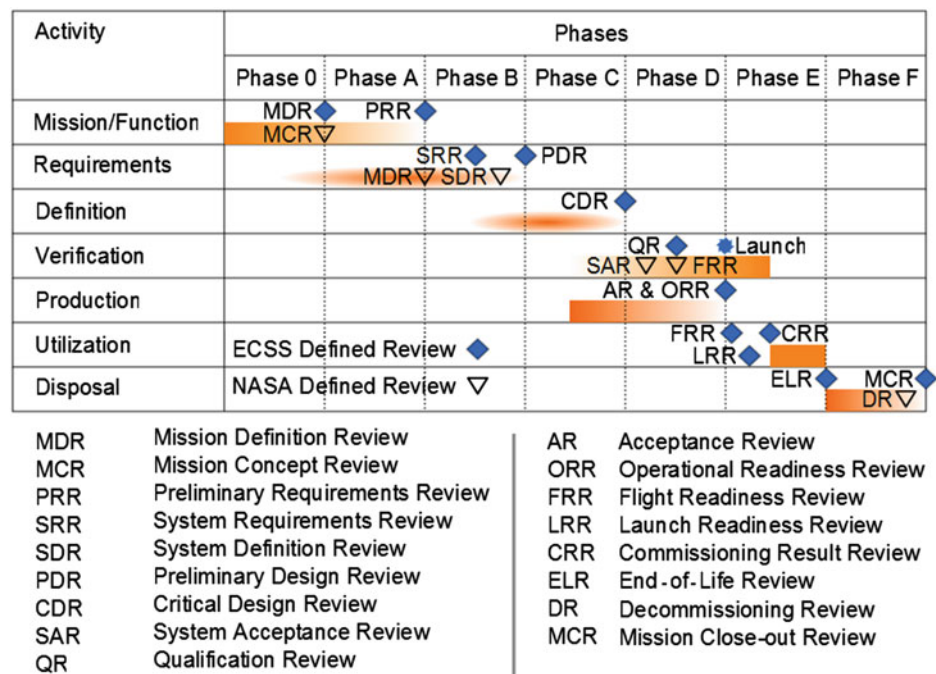 Activity
Phases
Phase 0 Phase A Phase B Phase C Phase D Phase E Phase F
Mission/Function MDR PRR
MCR
Requirements SRR PDR
MDR SDR
Definition CDR
Verification QR Launch
SAR FRR
Production AR & ORR
Utilization FRR CRR
ECSS Defined Review LRR
Disposal ELR MCR
NASA Defined Review DR
MDR Mission Definition Review
MCR Mission Concept Review
PRR Preliminary Requirements Review
SRR System Requirements Review
SDR System Definition Review
PDR Preliminary Design Review
CDR Critical Design Review
SAR System Acceptance Review
QR Qualification Review
AR Acceptance Review
ORR Operational Readiness Review
FRR Flight Readiness Review
LRR Launch Readiness Review
CRR Commissioning Result Review
ELR End-of-Life Review
DR Decommissioning Review
MCR Mission Close-out Review